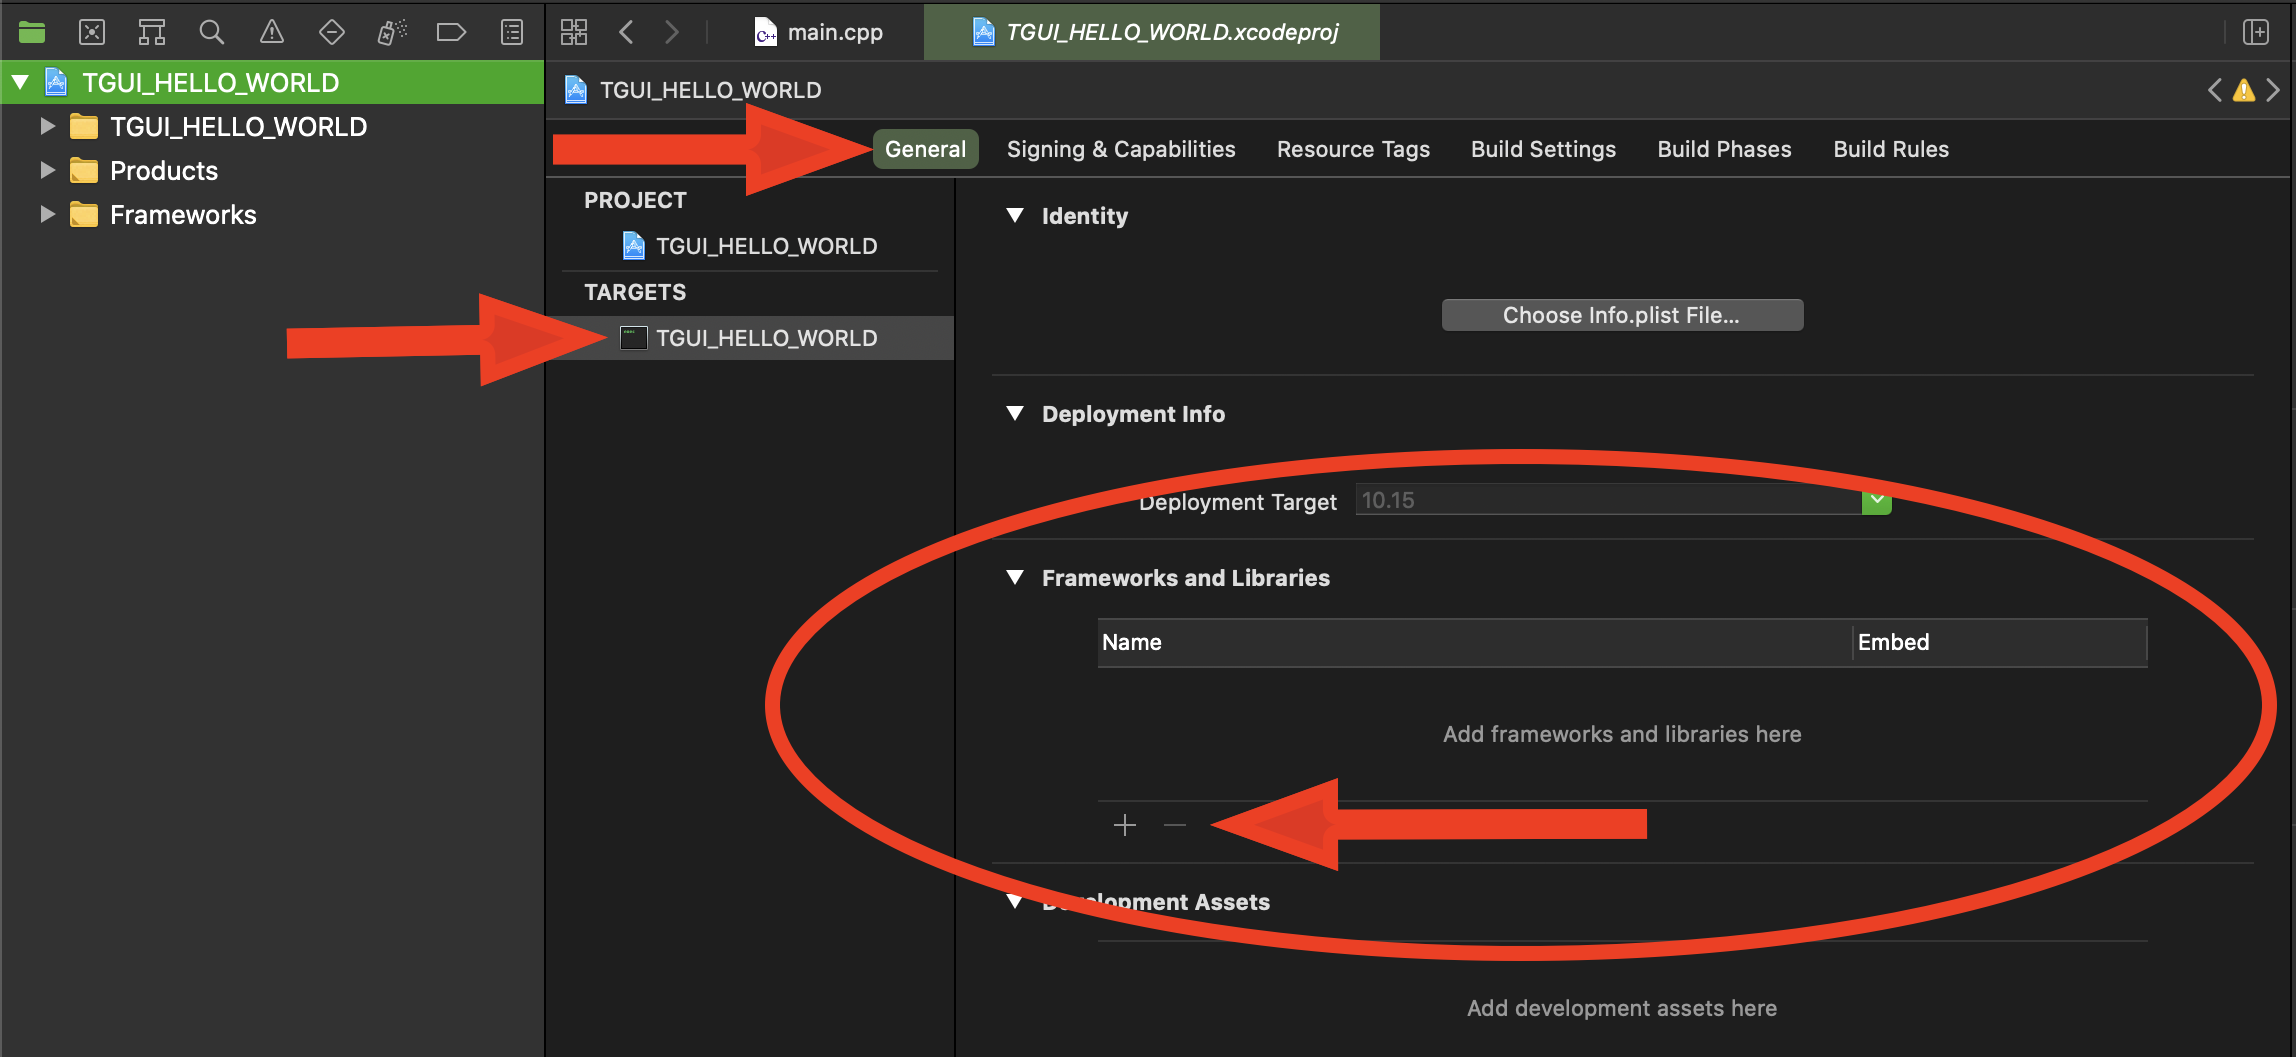 main.cpp
TGUI_HELLO_WORLD.xcodeproj
TGUI_HELLO_WORLD
TGUI_HELLO_WORLD
Products
Frameworks
TGUI_HELLO_WORLD
General
Signing & Capabilities
Resource Tags
Build Settings
Build Phases
Build Rules
PROJECT
TGUI_HELLO_WORLD
TARGETS
TGUI_HELLO_WORLD
Identity
Choose Info.plist File...
Deployment Info
Deployment Target
10.15
Frameworks and Libraries
Name
Embed
Add frameworks and libraries here
Development Assets
Add development assets here